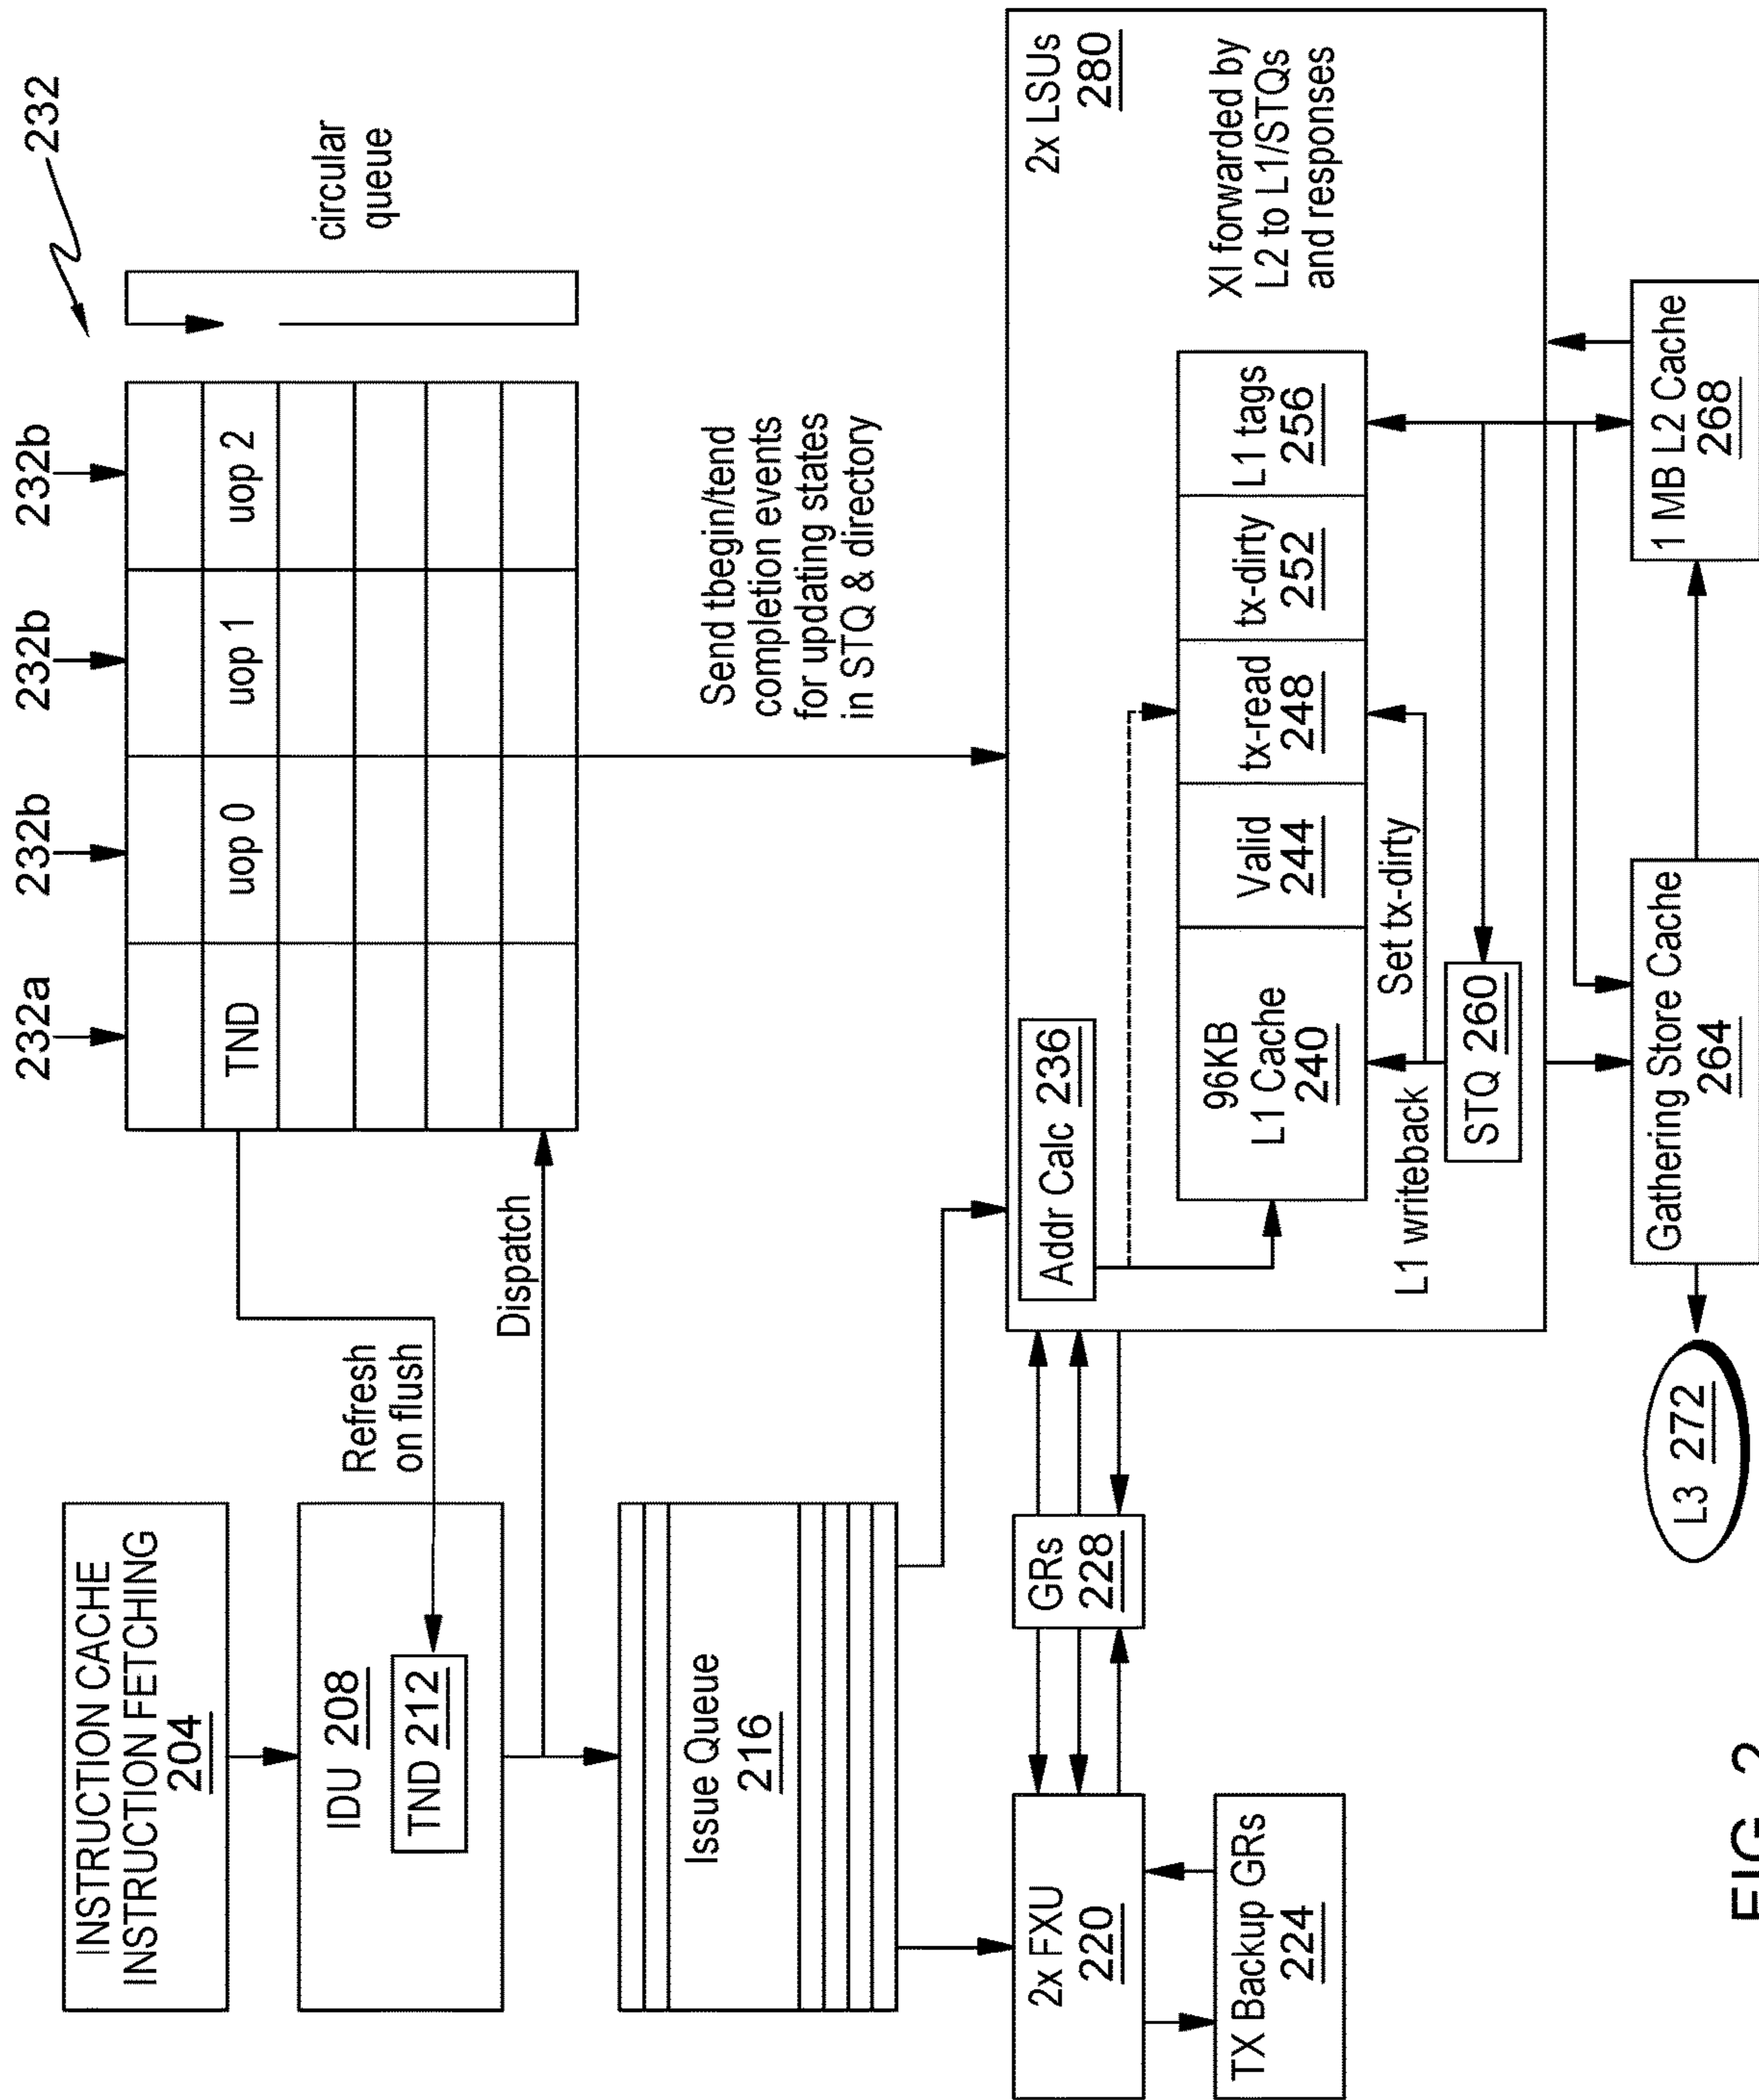 INSTRUCTION CACHE
INSTRUCTION FETCHING
204
IDU 208
TND 212
Refresh
on flush
Dispatch
232a
232b
232b
232b
232
TND
uop 0
uop 1
uop 2
circular
queue
Issue Queue
216
Send tbegin/tend
completion events
for updating states
in STQ & directory
2x FXU
220
TX Backup GRs
224
GRs
228
2x LSUs
280
Addr Calc 236
96KB
L1 Cache
240
Valid
244
tx-read
248
tx-dirty
252
L1 tags
256
XI forwarded by
L2 to L1/STQs
and responses
L1 writeback
Set tx-dirty
STQ 260
L3 272
Gathering Store Cache
264
1 MB L2 Cache
268
FIG. 2